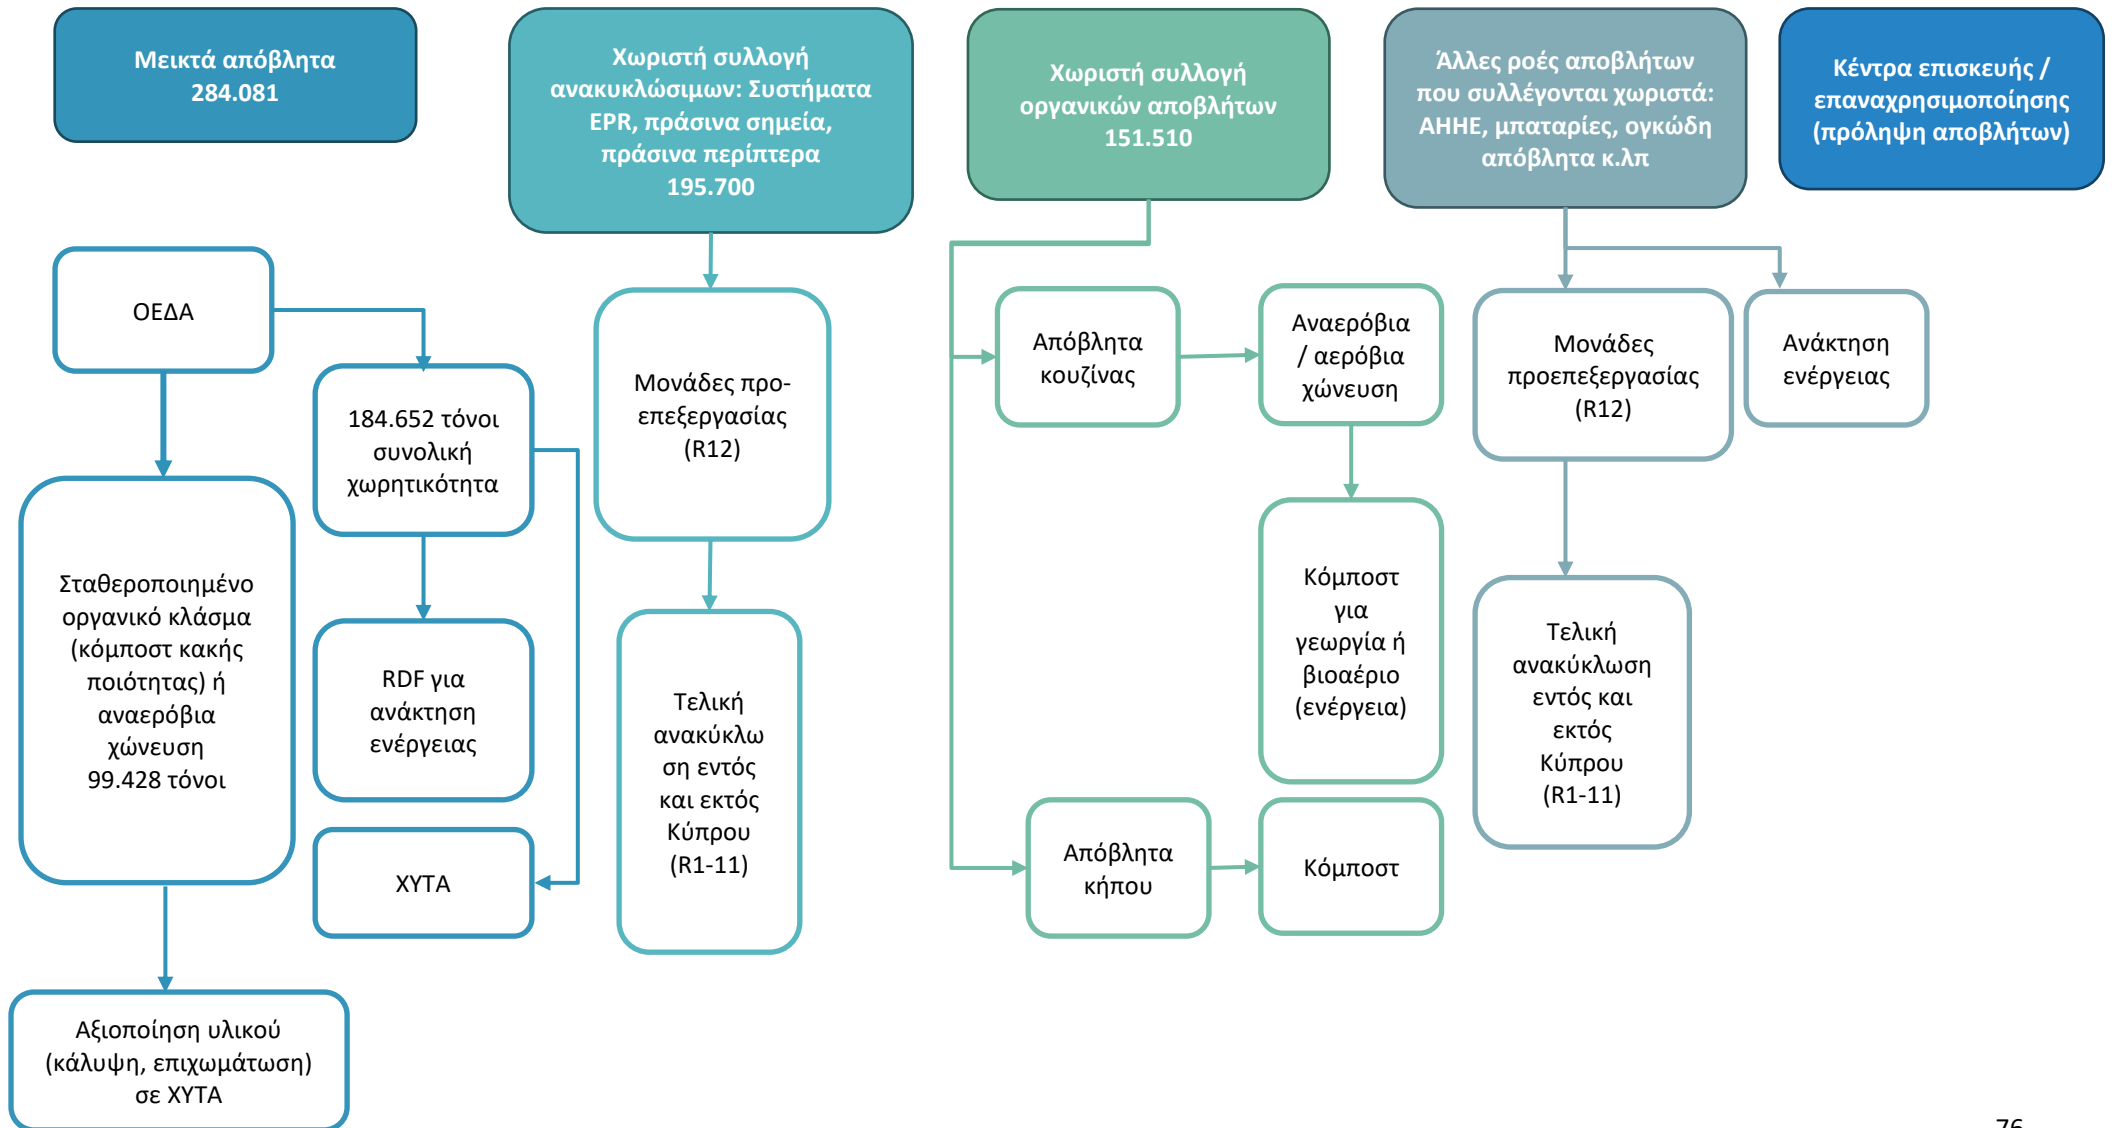 Μεικτά απόβλητα
284.081
Χωριστή συλλογή
ανακυκλώσιμων: Συστήματα
EPR, πράσινα σημεία,
πράσινα περίπτερα
195.700
Χωριστή συλλογή
οργανικών αποβλήτων
151.510
Άλλες ροές αποβλήτων
που συλλέγονται χωριστά:
ΑΗΗΕ, μπαταρίες, ογκώδη
απόβλητα κ.λπ
Κέντρα επισκευής /
επαναχρησιμοποίησης
(πρόληψη αποβλήτων)
ΟΕΔΑ
184.652 τόνοι
συνολική
χωρητικότητα
Σταθεροποιημένο
οργανικό κλάσμα
(κόμποστ κακής
ποιότητας) ή
αναερόβια
χώνευση
99.428 τόνοι
RDF για
ανάκτηση
ενέργειας
ΧΥΤΑ
Αξιοποίηση υλικού
(κάλυψη, επιχωμάτωση)
σε ΧΥΤΑ
Μονάδες προ-
επεξεργασίας
(R12)
Τελική
ανακύκλω
ση εντός
και εκτός
Κύπρου
(R1-11)
Απόβλητα
κουζίνας
Αναερόβια
/ αερόβια
χώνευση
Κόμποστ
για
γεωργία ή
βιοαέριο
(ενέργεια)
Απόβλητα
κήπου
Κόμποστ
Μονάδες
προεπεξεργασίας
(R12)
Ανάκτηση
ενέργειας
Τελική
ανακύκλωση
εντός και
εκτός
Κύπρου
(R1-11)
76